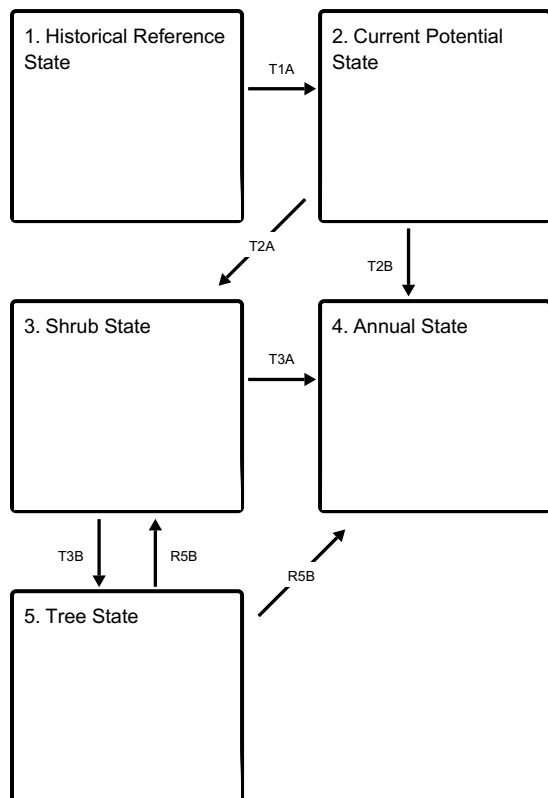 1. Historical Reference
State
2. Current Potential
State
T1A
T2A
T2B
3. Shrub State
4. Annual State
T3A
T3B
R5B
R5B
5. Tree State